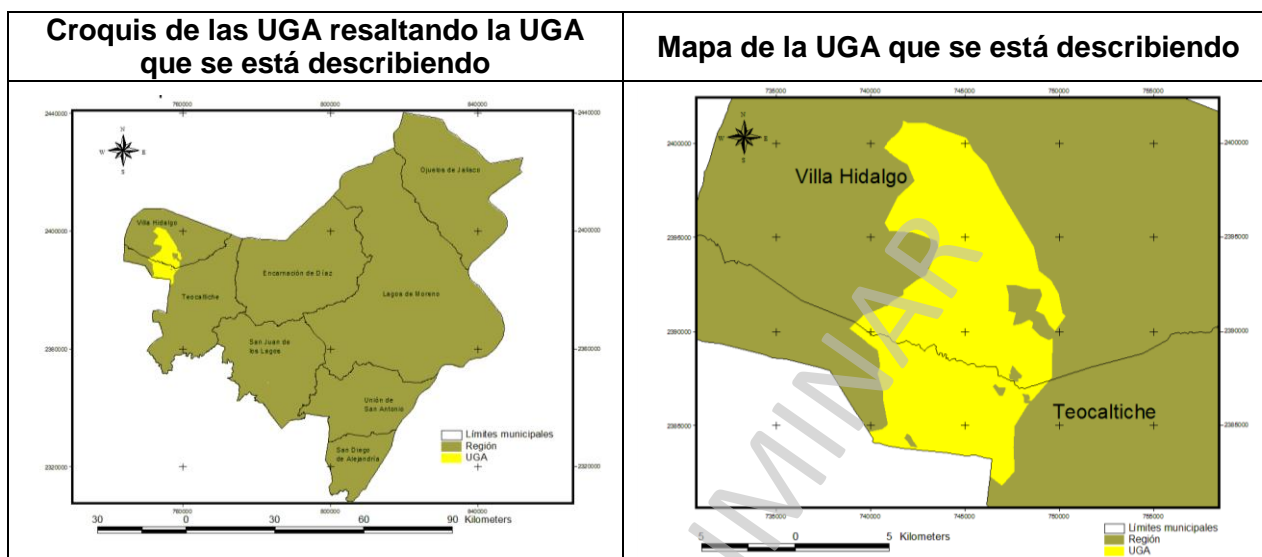 Croquis de las UGA resaltando la UGA
que se está describiendo
Mapa de la UGA que se está describiendo
760000
800000
840000
2440000
2440000
N
W
E
S
Ojuelos de Jalisco
Villa Hidalgo
2400000
2400000
Encarnación de Díaz
Lagos de Moreno
Teocaltiche
2360000
2360000
San Juan de
los Lagos
Unión de
San Antonio
San Diego
de Alejandría
Límites municipales
Región
UGA
2320000
2320000
760000
800000
840000
30
0
30
60
90 Kilometers
735000
740000
745000
750000
755000
N
W
E
S
2400000
2400000
Villa Hidalgo
2395000
2395000
2390000
2390000
Teocaltiche
2385000
2385000
735000
740000
745000
750000
755000
5
0
5 Kilometers
Límites municipales
Región
UGA
IMINAR